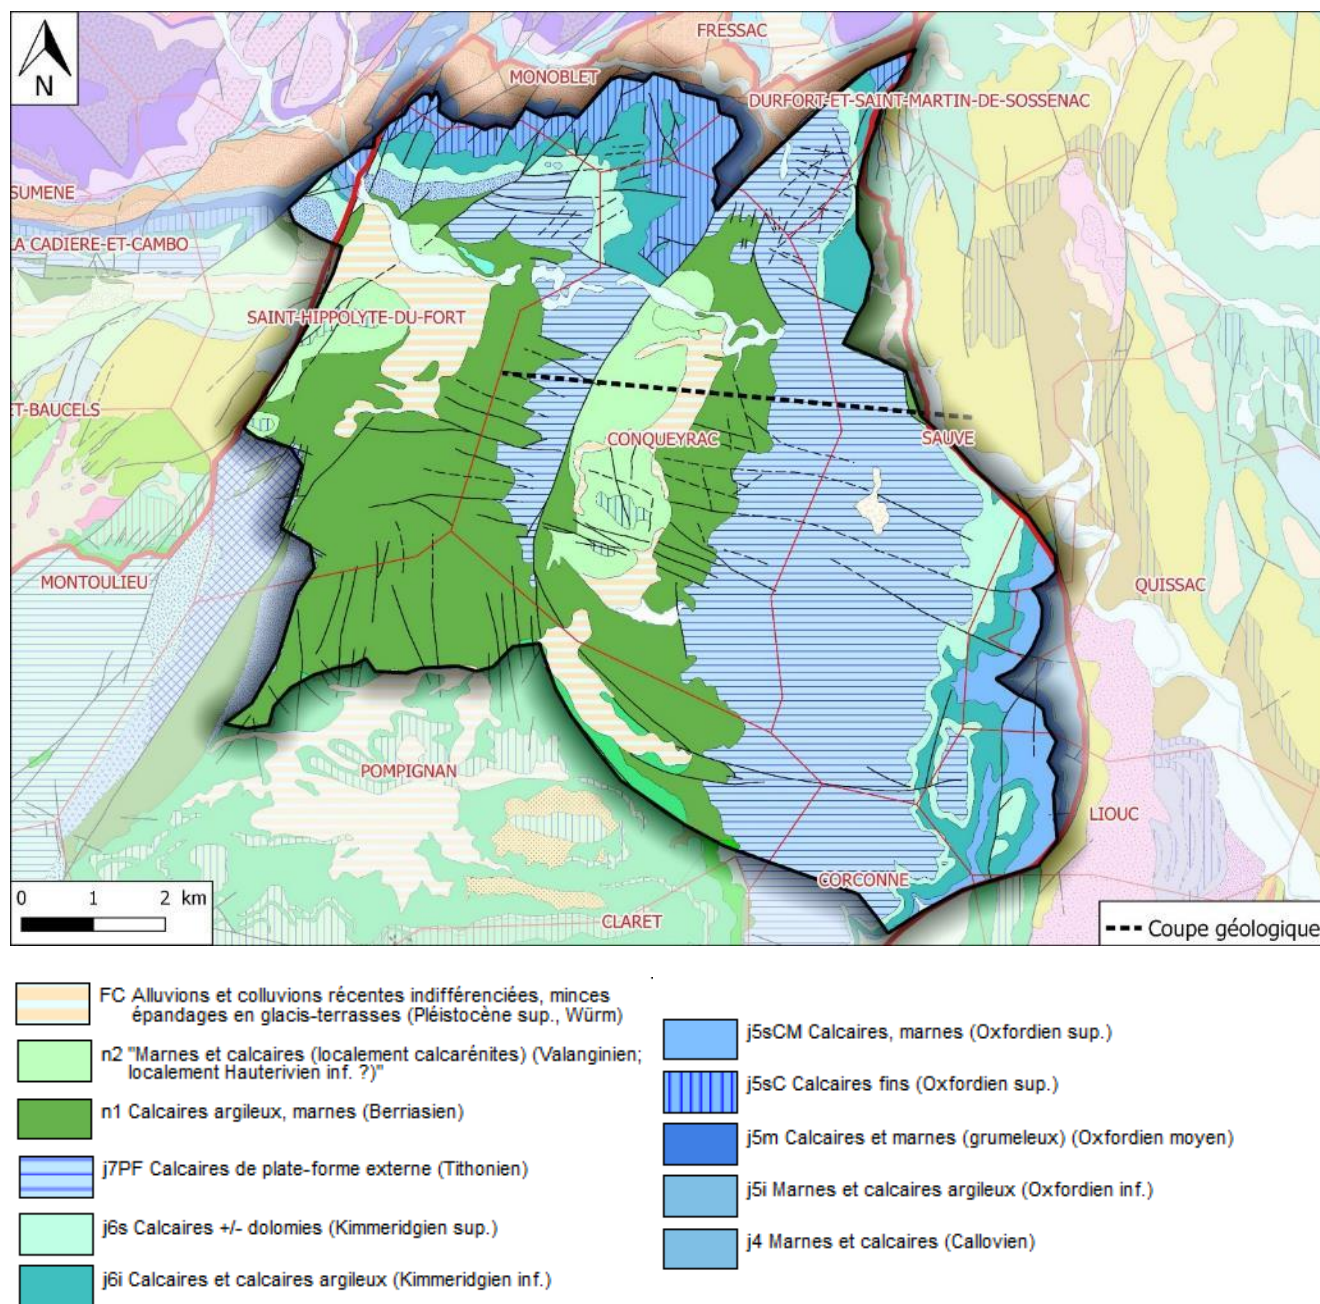 N
FRESSAC
MONOBLET
DURFORT-ET-SAINT-MARTIN-DE-SOSSENAC
SUMENE
LA CADIERE-ET-CAMBO
SAINT-HIPPOLYTE-DU-FORT
ET-BAUCELS
CONQUEYRAC
SAUVE
MONTOULIEU
QUISSAC
POMPIGNAN
LIOUC
CORCONNE
CLARET
0 1 2 km
Coupe géologique
FC Alluvions et colluvions récentes indifférenciées, minces
épandages en glacis-terrasses (Pléistocène sup., Würm)
n2 "Marnes et calcaires (localement calcarénites) (Valanginien;
localement Hauterivien inf. ?)"
n1 Calcaires argileux, marnes (Berriasien)
j7PF Calcaires de plate-forme externe (Tithonien)
j6s Calcaires +/- dolomies (Kimmeridgien sup.)
j6i Calcaires et calcaires argileux (Kimmeridgien inf.)
j5sCM Calcaires, marnes (Oxfordien sup.)
j5sC Calcaires fins (Oxfordien sup.)
j5m Calcaires et marnes (grumeleux) (Oxfordien moyen)
j5i Marnes et calcaires argileux (Oxfordien inf.)
j4 Marnes et calcaires (Callovien)